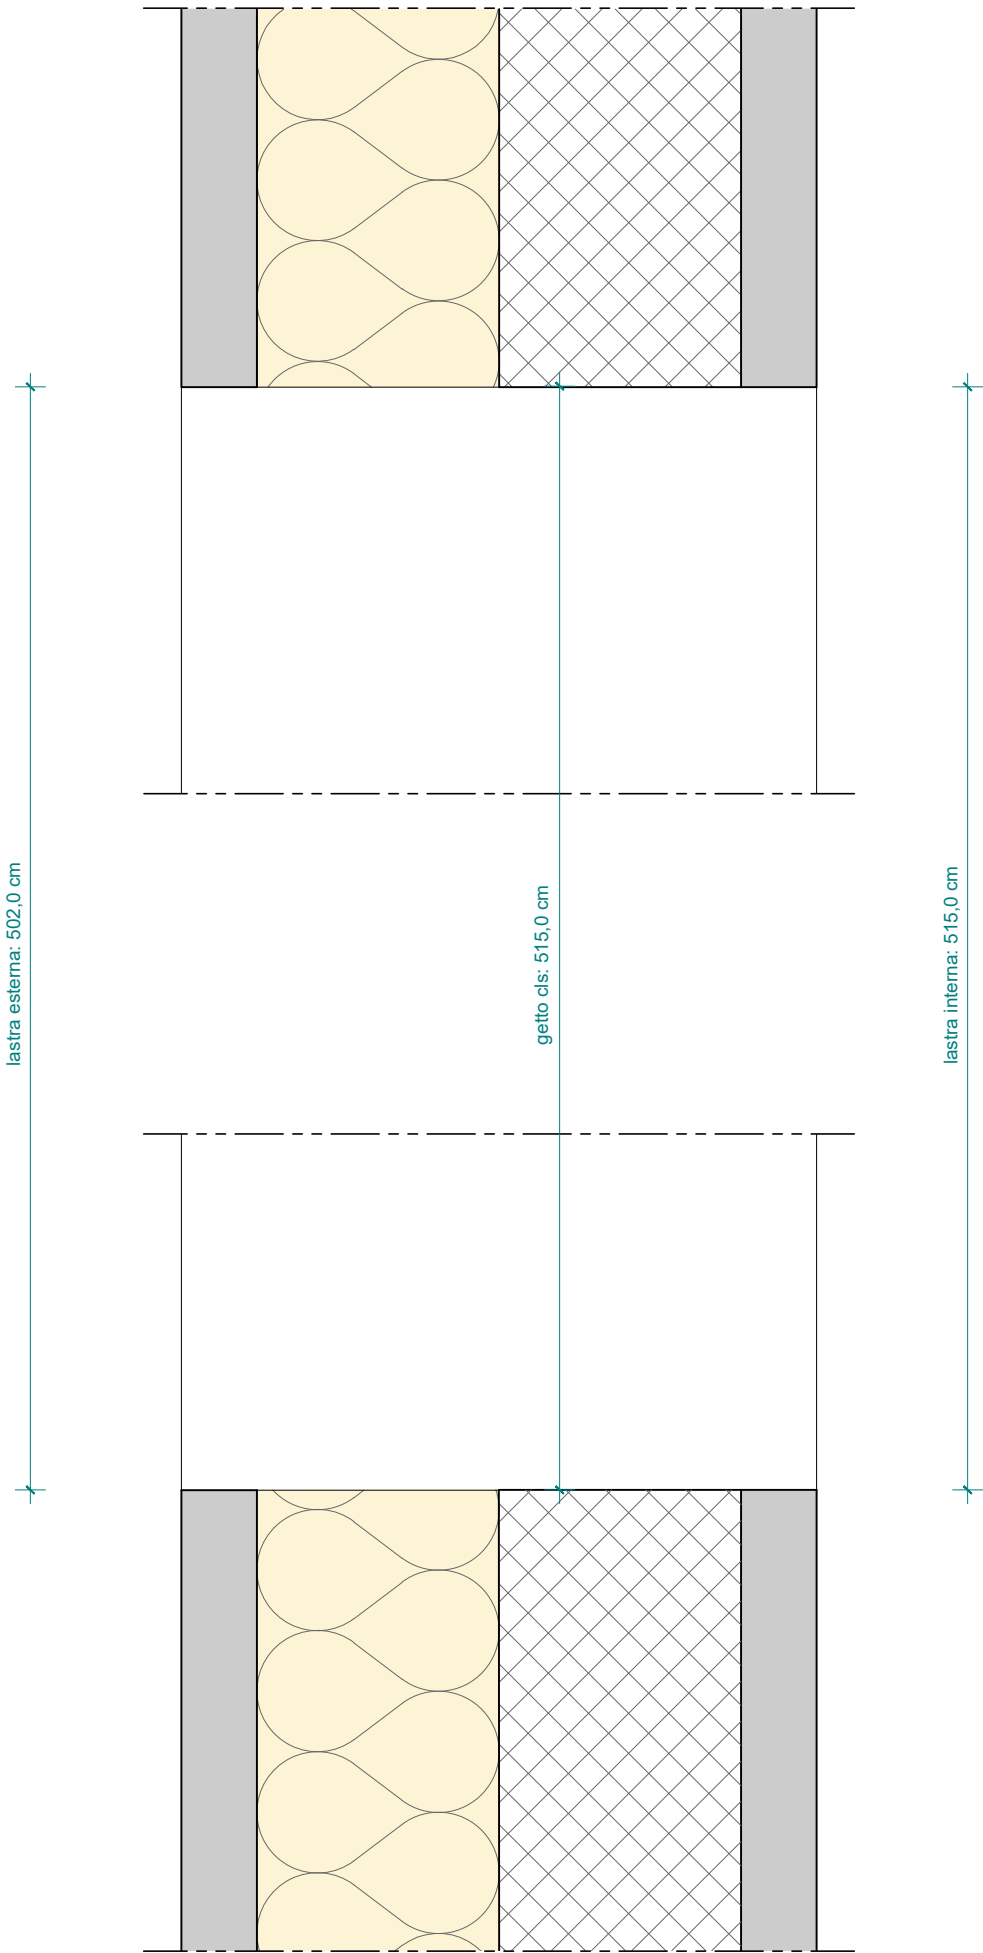 lastra esterna: 502,0 cm
getto cls: 515,0 cm
lastra interna: 515,0 cm